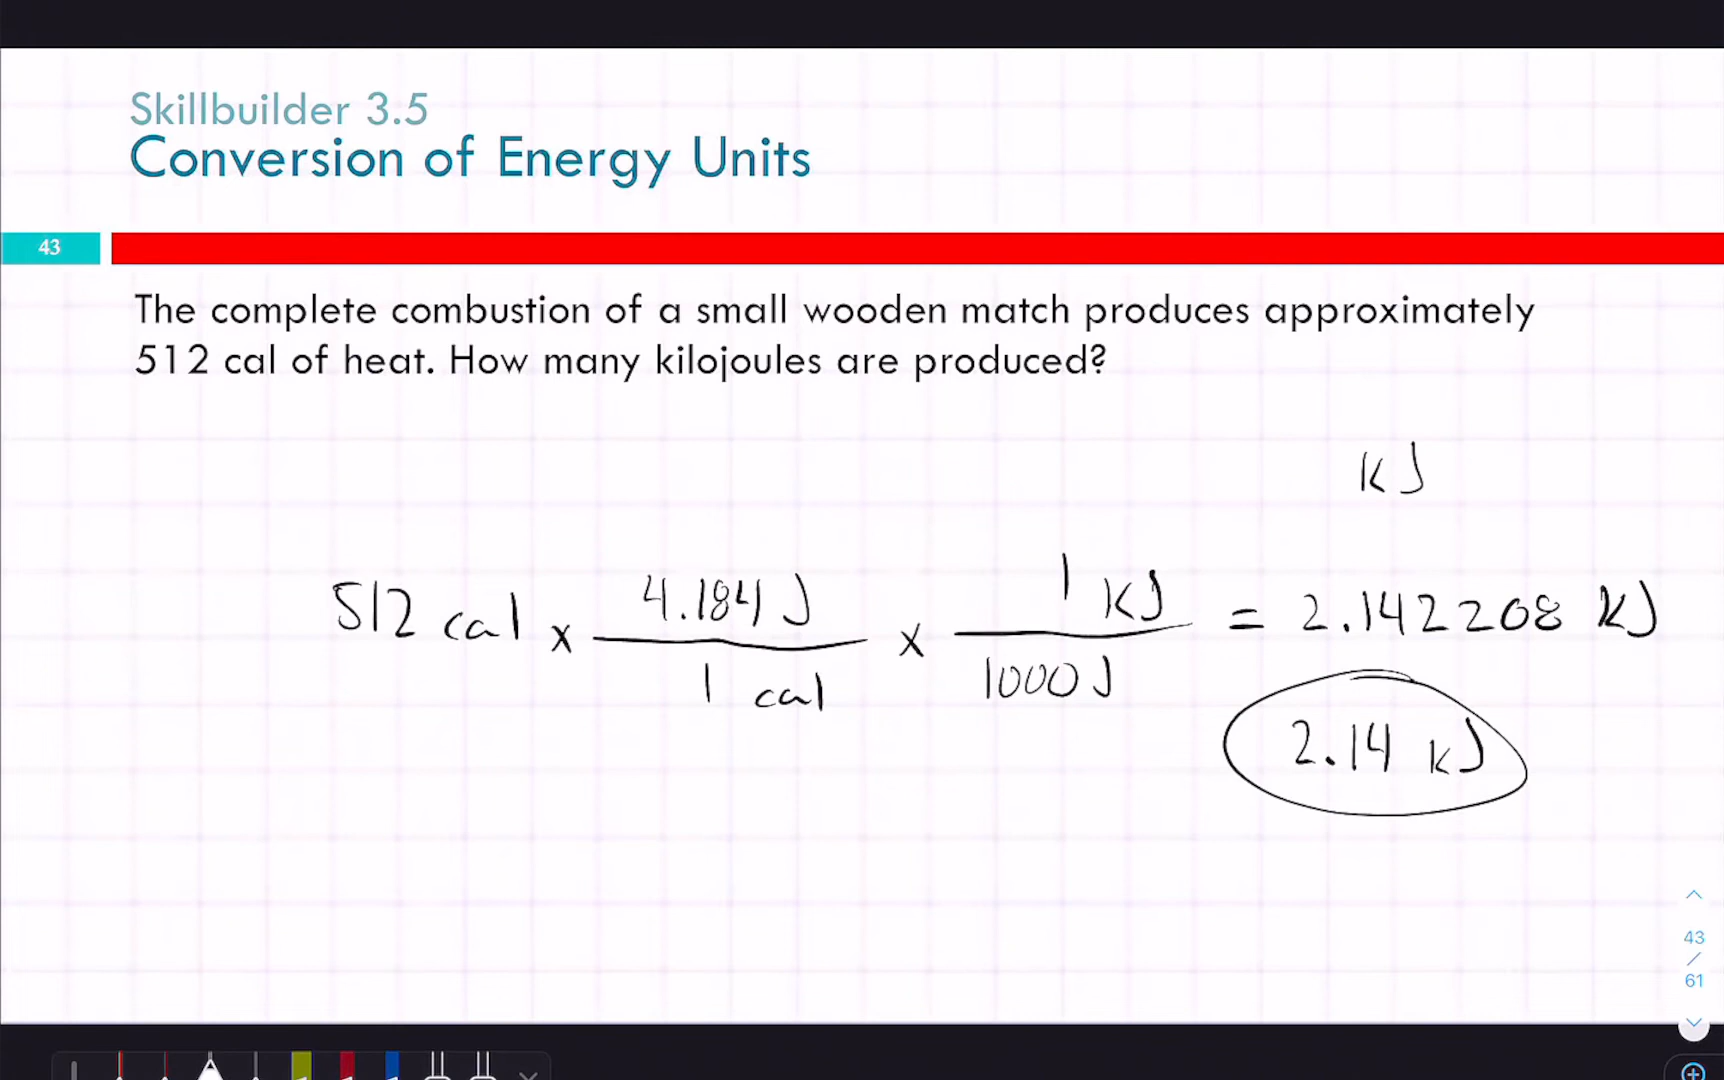 Skillbuilder 3.5
Conversion of Energy Units
43
The complete combustion of a small wooden match produces approximately
512 cal of heat. How many kilojoules are produced?
kJ
512 cal x 4.184 J / 1 cal x 1 kJ / 1000 J = 2.142208 kJ
2.14 kJ
43
/
61